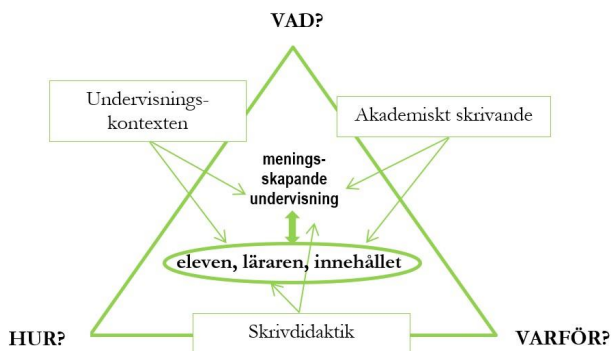 VAD?
Undervisnings-
kontexten
Akademiskt skrivande
menings-
skapande
undervisning
eleven, läraren, innehållet
HUR?
Skrivdidaktik
VARFÖR?